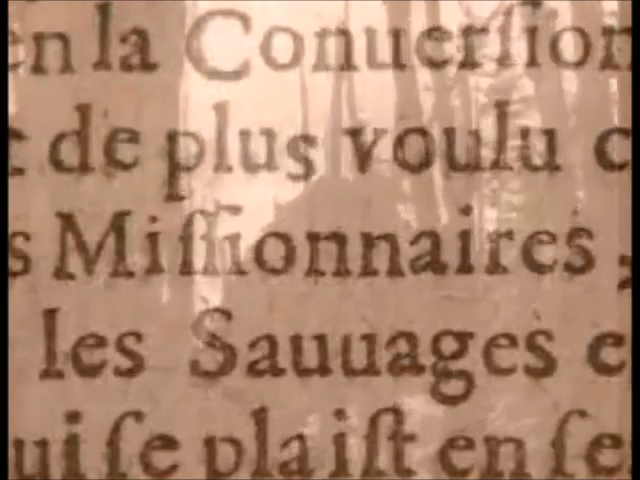 en la Conuerſion
de plus voulu c
s Miſſionnaires ,
les Sauuages e
ui ſe plaiſt en ſe